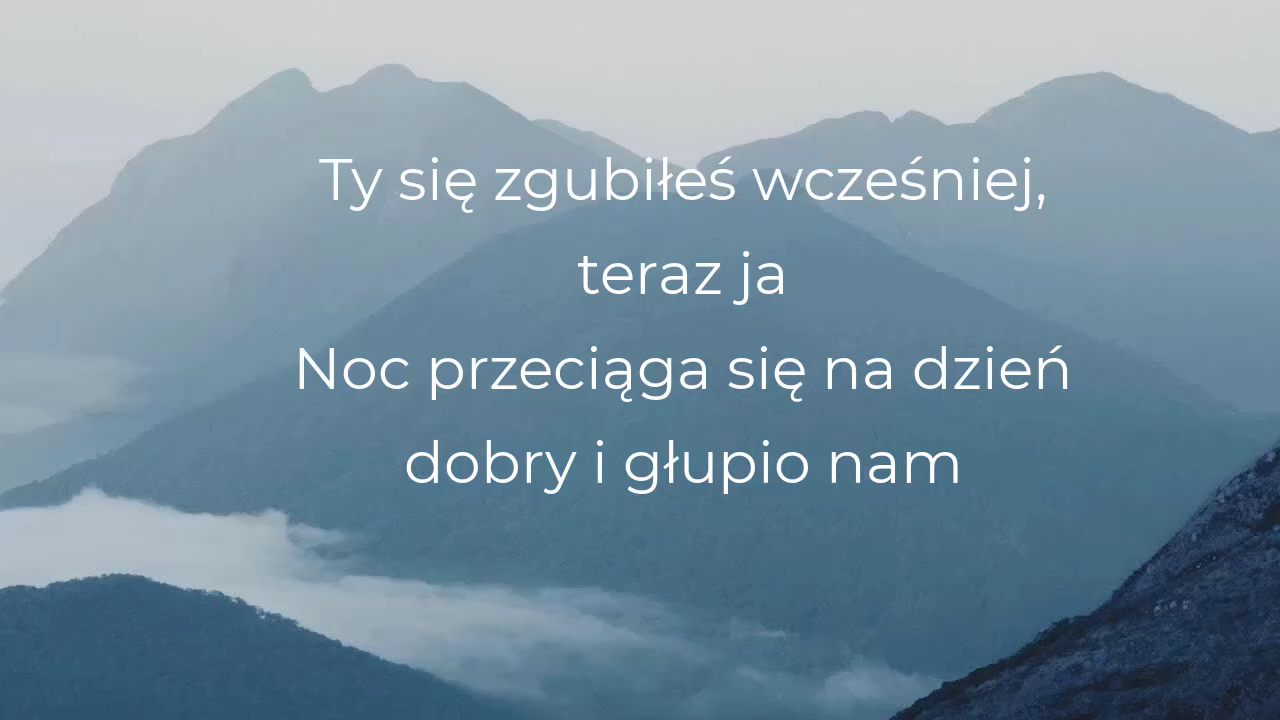 Ty się zgubiłeś wcześniej,
teraz ja
Noc przeciąga się na dzień
dobry i głupio nam